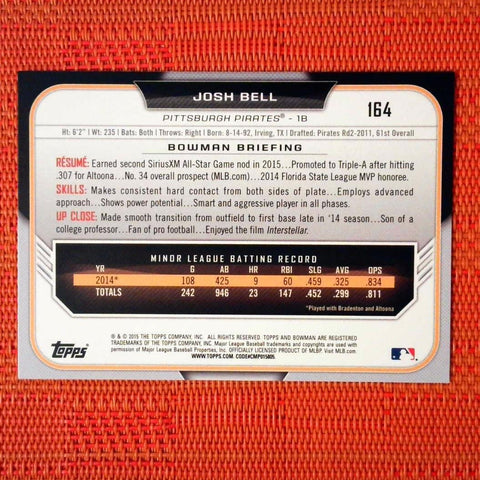 JOSH BELL
PITTSBURGH PIRATES® - 1B
164
Ht: 6'2" | Wt: 235 | Bats: Both | Throws: Right | Born: 8-14-92, Irving, TX | Drafted: Pirates Rd2-2011, 61st Overall
BOWMAN BRIEFING
RÉSUMÉ: Earned second SiriusXM All-Star Game nod in 2015...Promoted to Triple-A after hitting
.307 for Altoona...No. 34 overall prospect (MLB.com)...2014 Florida State League MVP honoree.
SKILLS: Makes consistent hard contact from both sides of plate...Employs advanced
approach...Shows power potential...Smart and aggressive player in all phases.
UP CLOSE: Made smooth transition from outfield to first base late in '14 season...Son of a
college professor...Fan of pro football...Enjoyed the film Interstellar.
MINOR LEAGUE BATTING RECORD
YR G AB HR RBI SLG AVG OPS
2014* 108 425 9 60 .459 .325 .834
TOTALS 242 946 23 147 .452 .299 .811
*Played with Bradenton and Altoona
® & © 2015 THE TOPPS COMPANY, INC. ALL RIGHTS RESERVED. TOPPS AND BOWMAN ARE REGISTERED
TRADEMARKS OF THE TOPPS COMPANY, INC. Major League Baseball trademarks and copyrights are used with
permission of Major League Baseball Properties, Inc. OFFICIALLY LICENSED PRODUCT OF MLBP. Visit MLB.com.
WWW.TOPPS.COM CODE#CMP015805
TOPPS